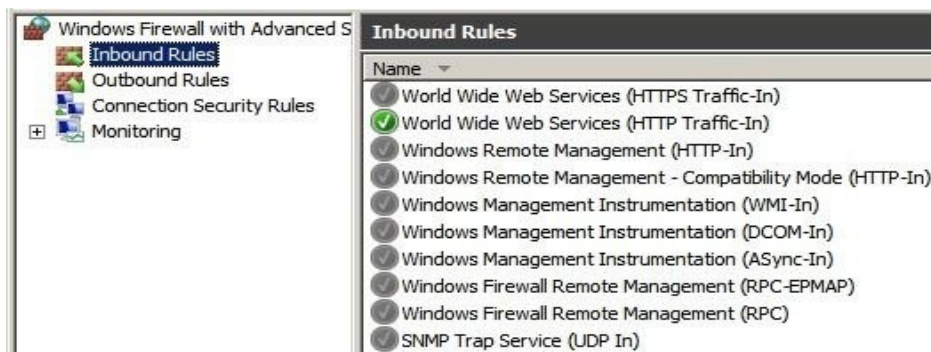 Windows Firewall with Advanced S
Inbound Rules
Outbound Rules
Connection Security Rules
Monitoring
Inbound Rules
Name
World Wide Web Services (HTTPS Traffic-In)
World Wide Web Services (HTTP Traffic-In)
Windows Remote Management (HTTP-In)
Windows Remote Management - Compatibility Mode (HTTP-In)
Windows Management Instrumentation (WMI-In)
Windows Management Instrumentation (DCOM-In)
Windows Management Instrumentation (ASync-In)
Windows Firewall Remote Management (RPC-EPMAP)
Windows Firewall Remote Management (RPC)
SNMP Trap Service (UDP In)